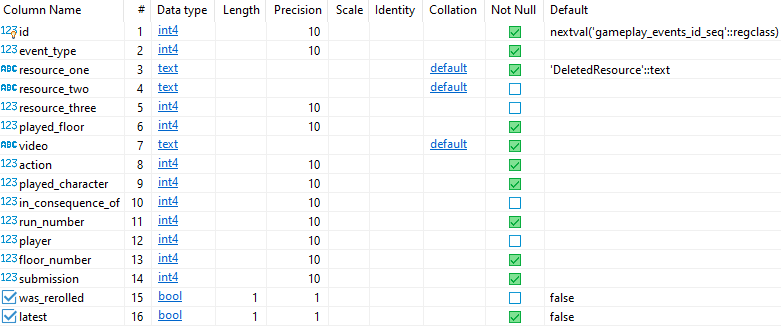 Column Name # Data type Length Precision Scale Identity Collation Not Null Default
123 id 1 int4 10 nextval('gameplay_events_id_seq'::regclass)
123 event_type 2 int4 10
ABC resource_one 3 text default 'DeletedResource'::text
ABC resource_two 4 text default
123 resource_three 5 int4 10
123 played_floor 6 int4 10
ABC video 7 text default
123 action 8 int4 10
123 played_character 9 int4 10
123 in_consequence_of 10 int4 10
123 run_number 11 int4 10
123 player 12 int4 10
123 floor_number 13 int4 10
123 submission 14 int4 10
was_rerolled 15 bool 1 1 false
latest 16 bool 1 1 false